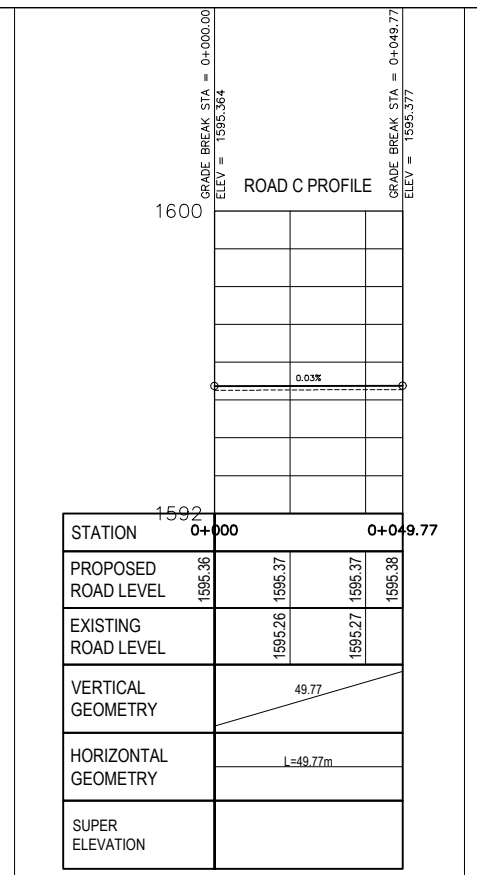 GRADE BREAK STA = 0+000.00
ELEV = 1595.364
GRADE BREAK STA = 0+049.77
ELEV = 1595.377
ROAD C PROFILE
1600
0.03%
1592
STATION 0+000 0+049.77
PROPOSED
ROAD LEVEL
1595.36
1595.37
1595.37
1595.38
EXISTING
ROAD LEVEL
1595.26
1595.27
VERTICAL
GEOMETRY
49.77
HORIZONTAL
GEOMETRY
L=49.77m
SUPER
ELEVATION